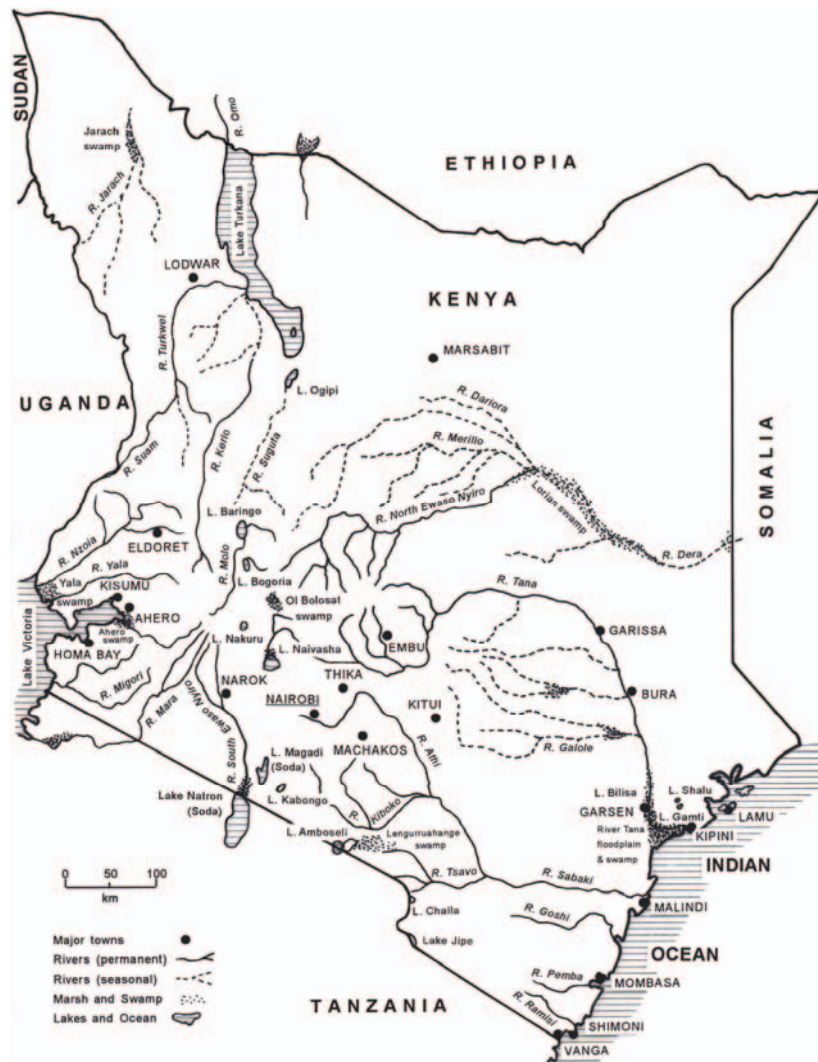 SUDAN
R. Omo
Jarach
swamp
ETHIOPIA
R. Jarach
Lake Turkana
LODWAR
KENYA
R. Turkwel
MARSABIT
L. Ogipi
UGANDA
R. Dariora
R. Merillo
R. Suam
R. Kerio
R. Suguta
SOMALIA
R. North Ewaso Nyiro
Lorian swamp
L. Baringo
R. Nzoia
ELDORET
R. Molo
R. Dera
R. Yala
Yala
swamp
KISUMU
L. Bogoria
R. Tana
Ol Bolosat
swamp
AHERO
Ahero
swamp
Lake Victoria
L. Nakuru
EMBU
GARISSA
HOMA BAY
L. Naivasha
R. Migori
NAROK
THIKA
BURA
R. Mara
R. South Ewaso Nyiro
NAIROBI
KITUI
MACHAKOS
R. Athi
R. Galole
L. Magadi
(Soda)
Lake Natron
(Soda)
L. Kabongo
R. Kiboko
L. Bilisa
L. Shalu
GARSEN
L. Gamti
LAMU
L. Amboseli
Lengurruahange
swamp
River Tana
floodplain
& swamp
KIPINI
INDIAN
R. Tsavo
R. Sabaki
0 50 100
km
L. Challa
R. Goshi
MALINDI
Lake Jipe
OCEAN
Major towns
Rivers (permanent)
Rivers (seasonal)
Marsh and Swamp
Lakes and Ocean
R. Pemba
MOMBASA
TANZANIA
R. Ramisi
SHIMONI
VANGA